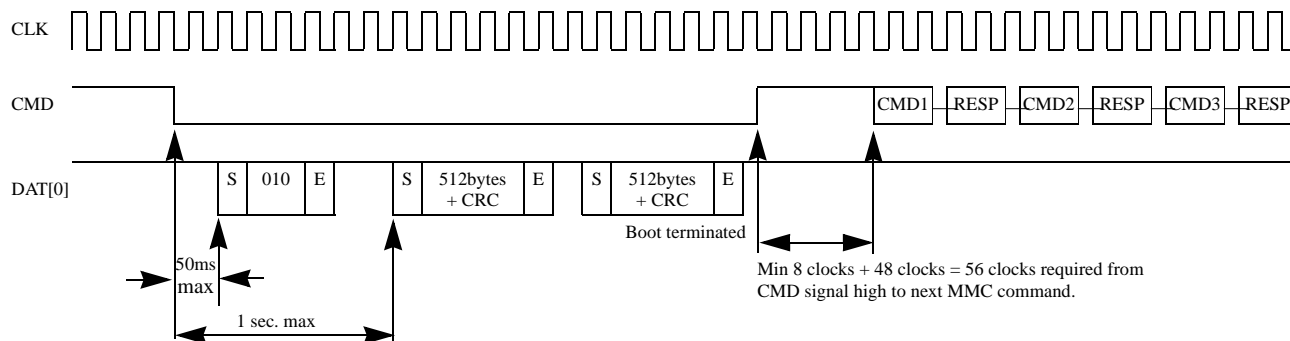 CLK
CMD
CMD1 RESP CMD2 RESP CMD3 RESP
DAT[0]
S 010 E S 512bytes + CRC E S 512bytes + CRC E
Boot terminated
50ms
max
Min 8 clocks + 48 clocks = 56 clocks required from
CMD signal high to next MMC command.
1 sec. max